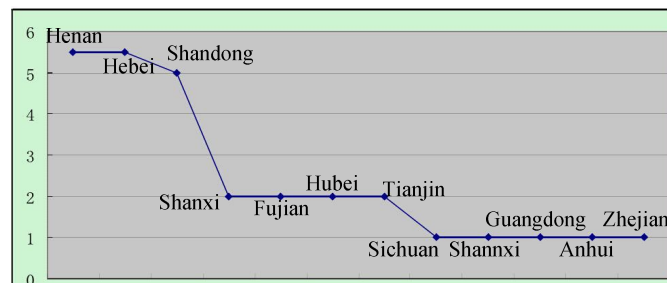 6
Henan
Hebei
Shandong
5
4
3
2
Shanxi
Fujian
Hubei
Tianjin
1
Sichuan
Shannxi
Guangdong
Anhui
Zhejian
0